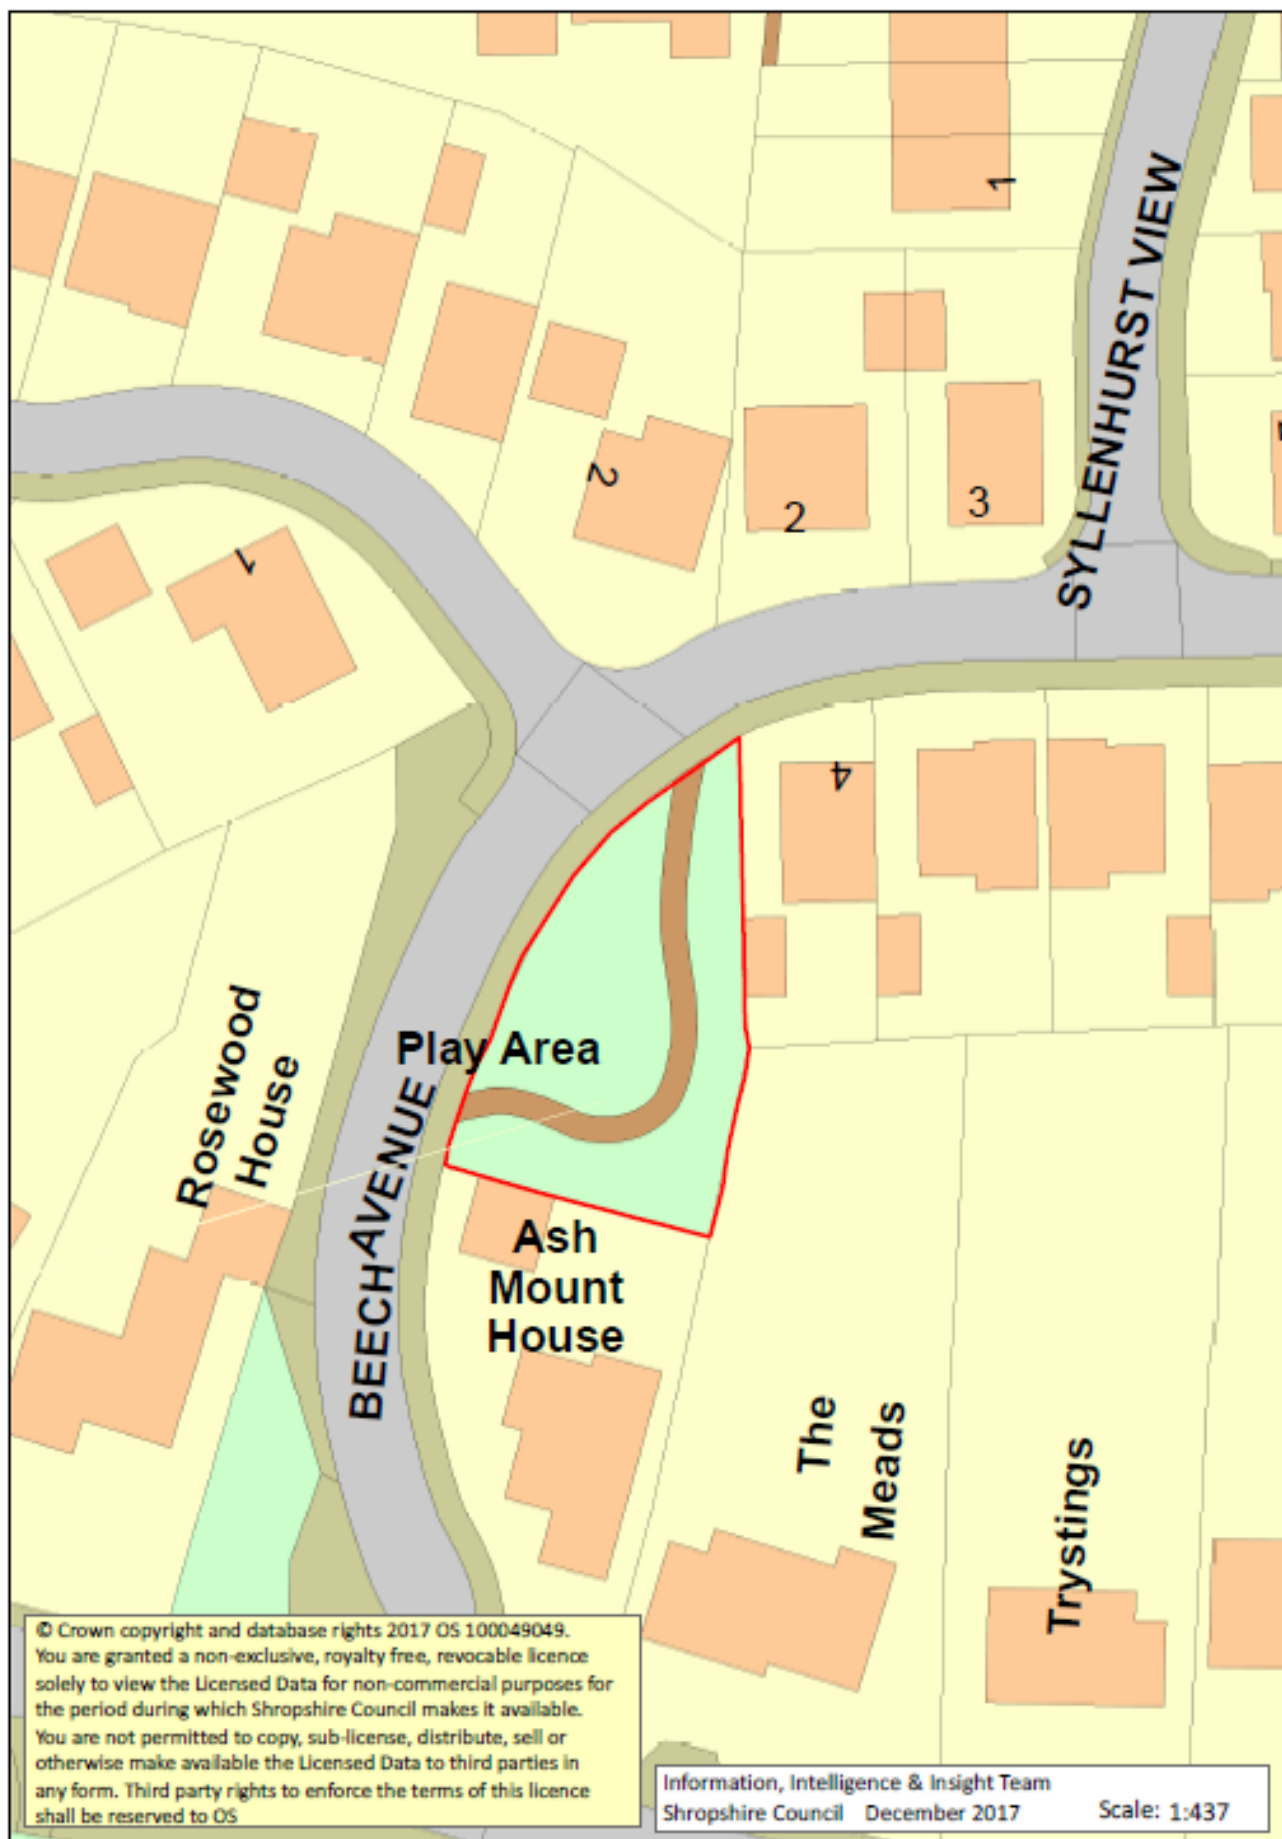 1
SYLLENHURST VIEW
2
2
3
1
4
Play Area
Rosewood
House
BEECH AVENUE
Ash
Mount
House
The
Meads
Trystings
© Crown copyright and database rights 2017 OS 100049049.
You are granted a non-exclusive, royalty free, revocable licence
solely to view the Licensed Data for non-commercial purposes for
the period during which Shropshire Council makes it available.
You are not permitted to copy, sub-license, distribute, sell or
otherwise make available the Licensed Data to third parties in
any form. Third party rights to enforce the terms of this licence
shall be reserved to OS
Information, Intelligence & Insight Team
Shropshire Council December 2017 Scale: 1:437